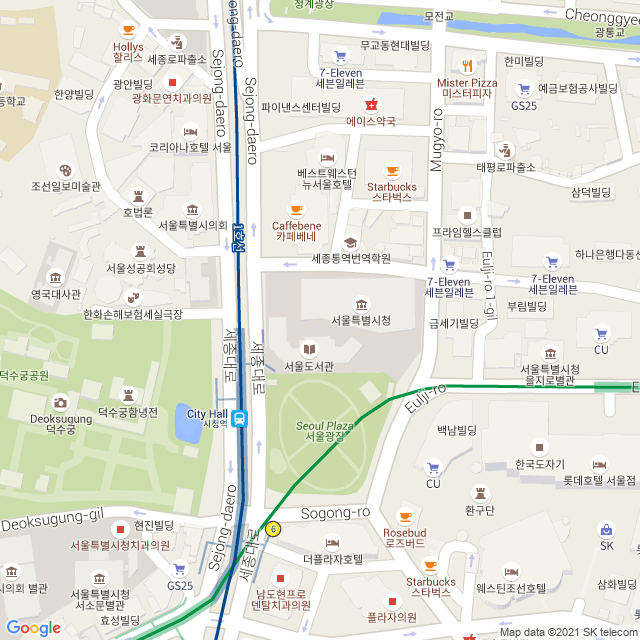 청계광장
모전교
Cheonggye
광통교
Hollys
할리스
세종로파출소
Sejong-daero
Sejong-daero
Sejong-daero
무교동현대빌딩
7-Eleven
세븐일레븐
Mister Pizza
미스터피자
한미빌딩
예금보험공사빌딩
GS25
광안빌딩
한양빌딩
광화문연치과의원
등학교
파이낸스센터빌딩
에이스약국
Mugyo-ro
코리아나호텔 서울
베스트웨스턴
뉴서울호텔
Starbucks
스타벅스
태평로파출소
조선일보미술관
호법론
서울특별시의회
Caffebene
카페베네
삼덕빌딩
프라임헬스클럽
1호선
세종통역번역학원
서울성공회성당
영국대사관
한화손해보험세실극장
7-Eleven
세븐일레븐
Eulji-ro 1-gil
하나은행다동선
7-Eleven
세븐일레븐
부림빌딩
서울특별시청
금세기빌딩
CU
서울특별시청
을지로별관
서울도서관
세종대로
세종대로
덕수궁공원
Deoksugung
덕수궁
덕수궁함녕전
City Hall
시청역
Seoul Plaza
서울광장
Eulji-ro
E
백남빌딩
CU
한국도자기
롯데호텔 서울점
환구단
Deoksugung-gil
현진빌딩
서울특별시청치과의원
Sejong-daero
세종대로
6
Sogong-ro
Rosebud
로즈버드
SK
더플라자호텔
시의회 별관
서울특별시청
서소문별관
GS25
효성빌딩
남도현프로
덴탈치과의원
플라자의원
Starbucks
스타벅스
웨스틴조선호텔
삼화빌딩
Google
Map data ©2021 SK telecom